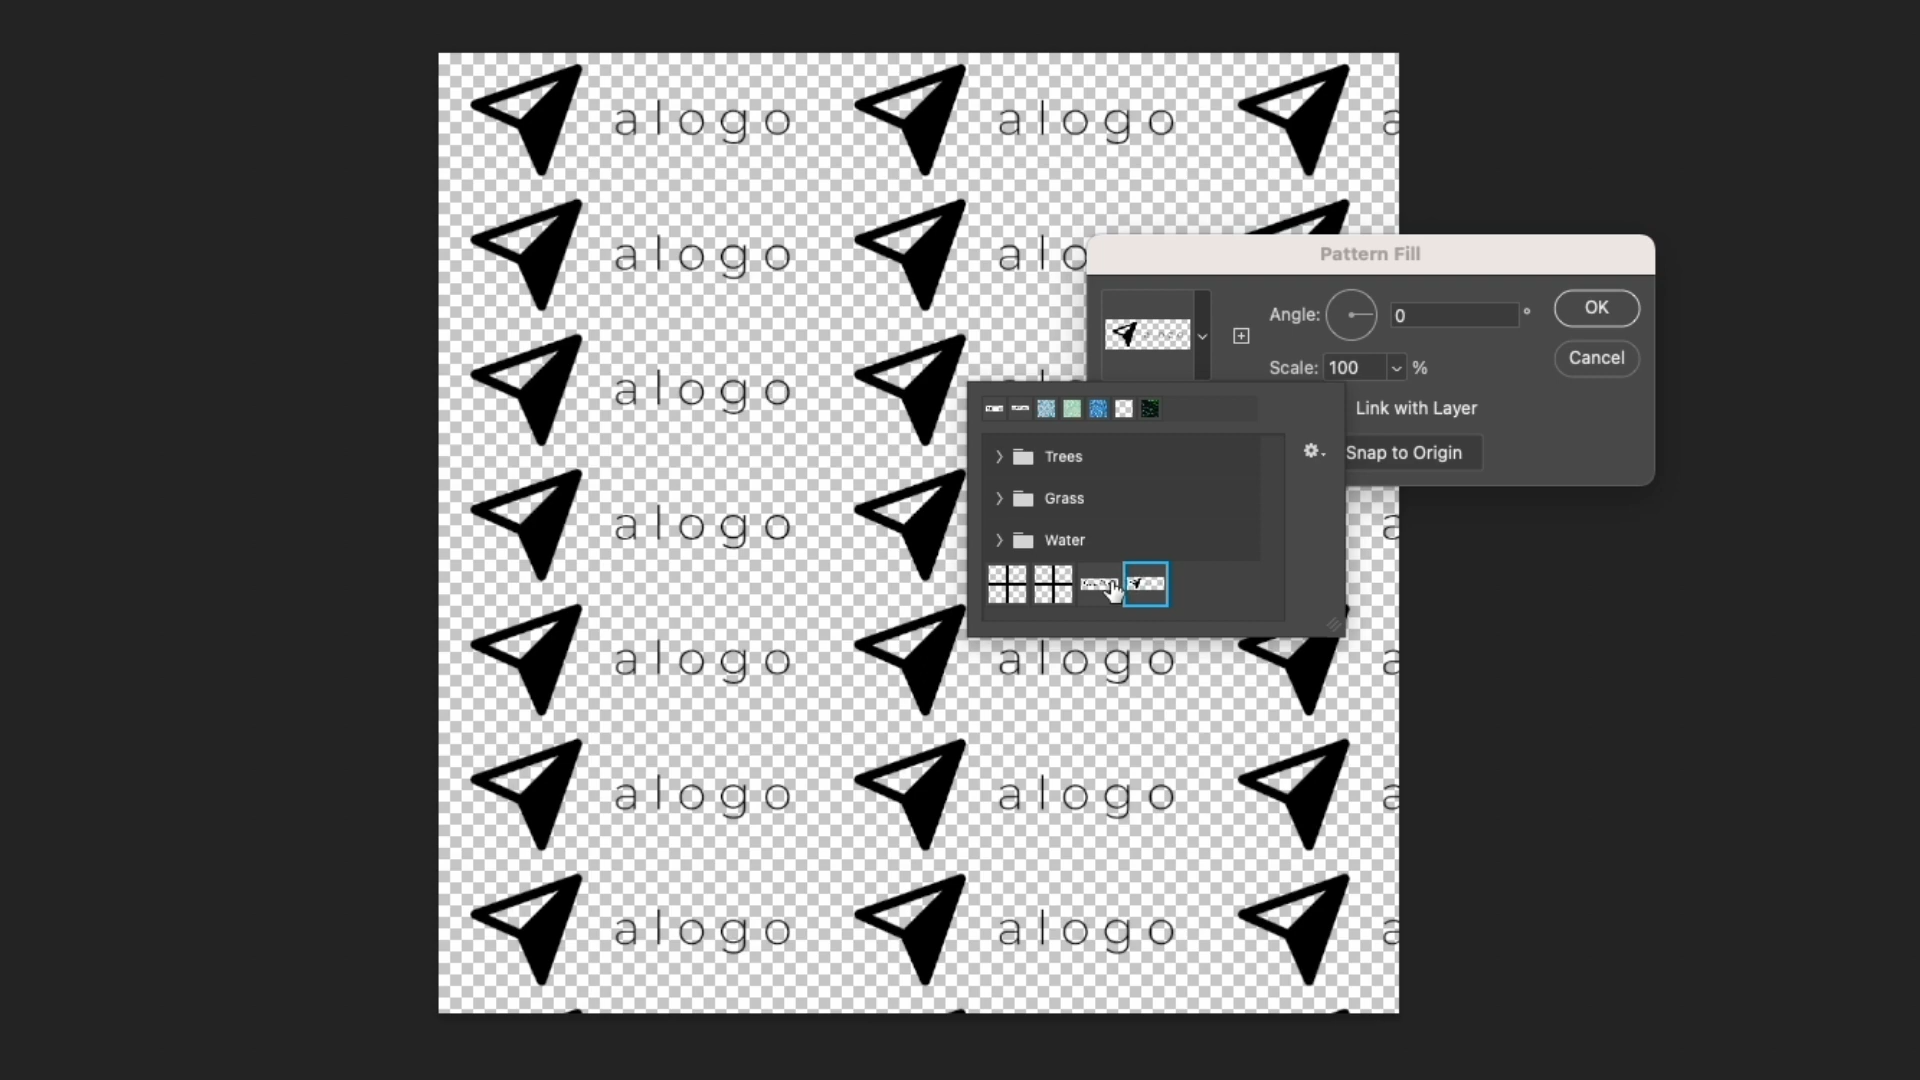 alogo alogo a
alogo alo
Pattern Fill
Angle: 0 °
OK
Scale: 100 %
Cancel
alogo
Link with Layer
Trees
Snap to Origin
Grass
alogo a
Water
alogo alogo a
alogo alogo a
alogo alogo a